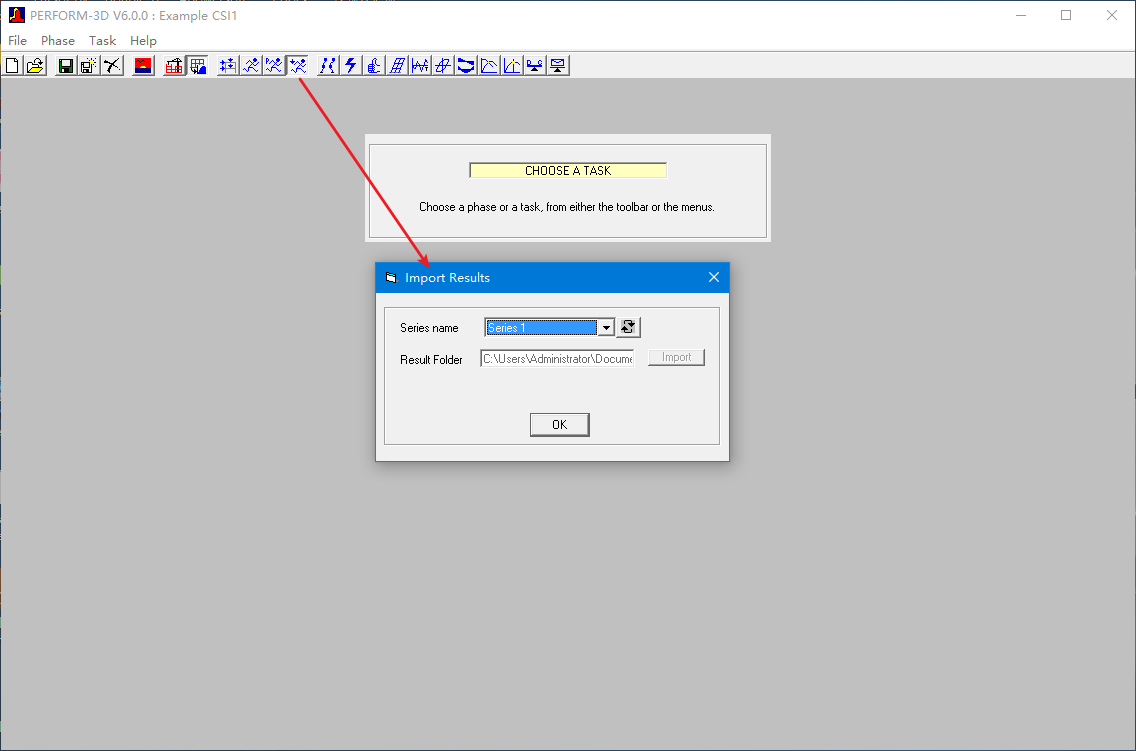 PERFORM-3D V6.0.0 : Example CSI1
File Phase Task Help
CHOOSE A TASK
Choose a phase or a task, from either the toolbar or the menus.
Import Results
Series name Series 1
Result Folder C:\Users\Administrator\Docume Import
OK